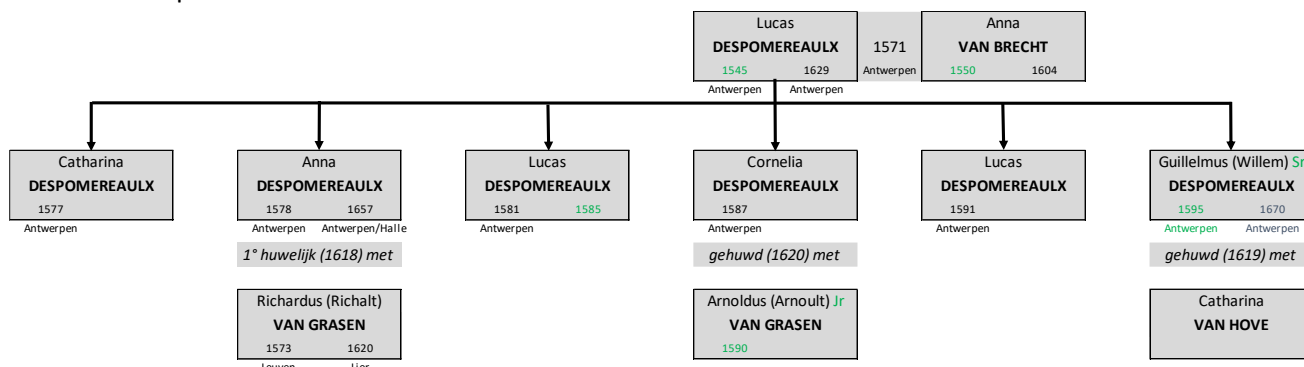 Lucas
DESPOMEREAULX
1545 1629
Antwerpen Antwerpen
1571
Antwerpen
Anna
VAN BRECHT
1550 1604
Catharina
DESPOMEREAULX
1577
Antwerpen
Anna
DESPOMEREAULX
1578 1657
Antwerpen Antwerpen/Halle
1° huwelijk (1618) met
Richardus (Richalt)
VAN GRASEN
1573 1620
Leuven Lier
Lucas
DESPOMEREAULX
1581 1585
Antwerpen
Cornelia
DESPOMEREAULX
1587
Antwerpen
gehuwd (1620) met
Arnoldus (Arnoult) Jr
VAN GRASEN
1590
Lucas
DESPOMEREAULX
1591
Antwerpen
Guillelmus (Willem) Sr
DESPOMEREAULX
1595 1670
Antwerpen Antwerpen
gehuwd (1619) met
Catharina
VAN HOVE